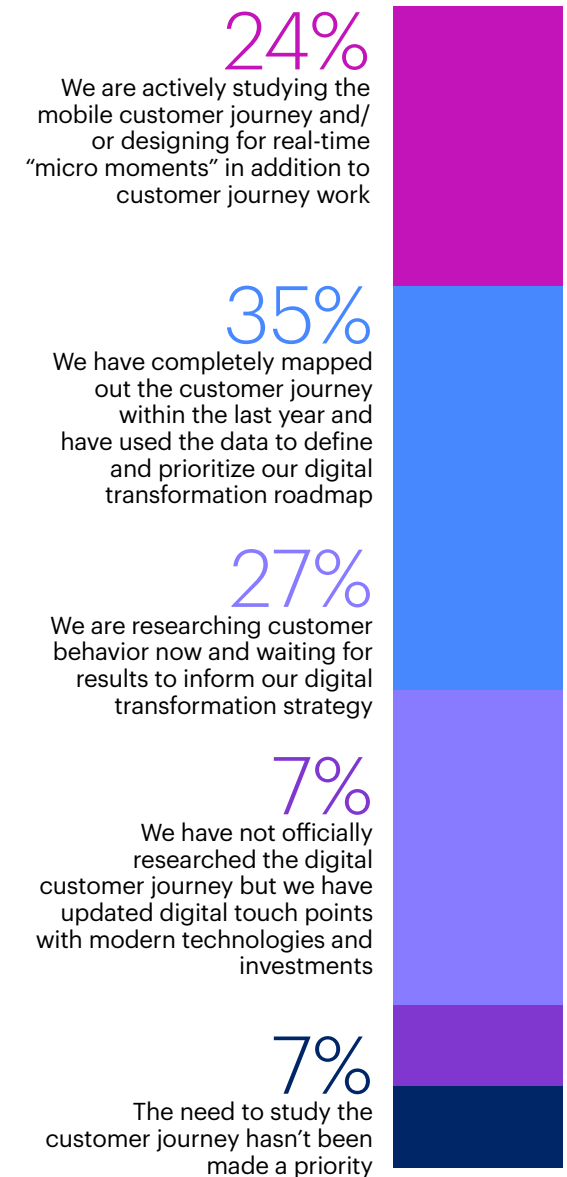 24%
We are actively studying the
mobile customer journey and/
or designing for real-time
“micro moments” in addition to
customer journey work
35%
We have completely mapped
out the customer journey
within the last year and
have used the data to define
and prioritize our digital
transformation roadmap
27%
We are researching customer
behavior now and waiting for
results to inform our digital
transformation strategy
7%
We have not officially
researched the digital
customer journey but we have
updated digital touch points
with modern technologies and
investments
7%
The need to study the
customer journey hasn’t been
made a priority